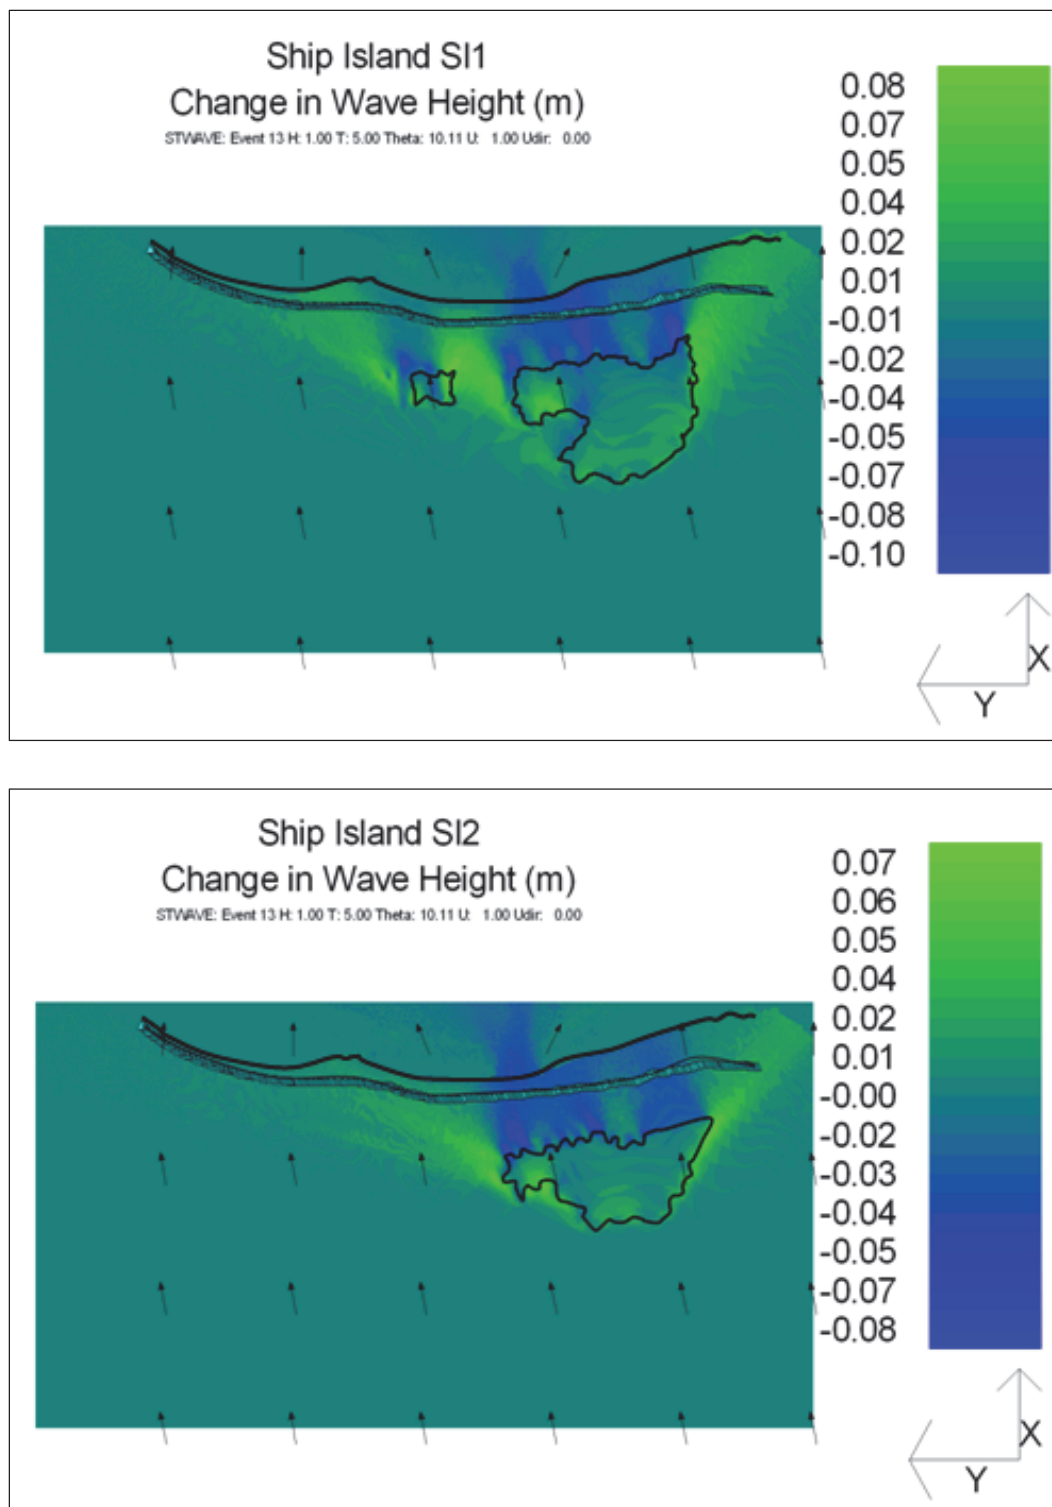 Ship Island SI1
Change in Wave Height (m)
STWAVE: Event 13 H: 1.00 T: 5.00 Theta: 10.11 U: 1.00 Udir: 0.00
0.08
0.07
0.05
0.04
0.02
0.01
-0.01
-0.02
-0.04
-0.05
-0.07
-0.08
-0.10
X
Y
Ship Island SI2
Change in Wave Height (m)
STWAVE: Event 13 H: 1.00 T: 5.00 Theta: 10.11 U: 1.00 Udir: 0.00
0.07
0.06
0.05
0.04
0.02
0.01
-0.00
-0.02
-0.03
-0.04
-0.05
-0.07
-0.08
X
Y